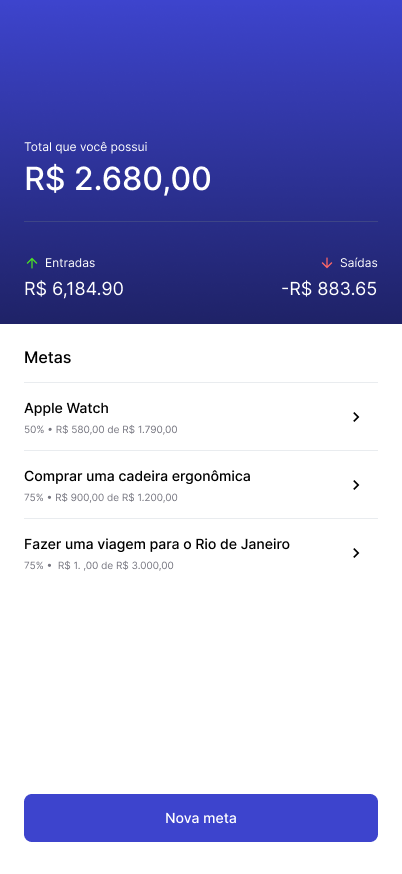 Total que você possui
R$ 2.680,00
Entradas
Saídas
R$ 6,184.90
-R$ 883.65
Metas
Apple Watch
50% • R$ 580,00 de R$ 1.790,00
Comprar uma cadeira ergonômica
75% • R$ 900,00 de R$ 1.200,00
Fazer uma viagem para o Rio de Janeiro
75% • R$ 1. ,00 de R$ 3.000,00
Nova meta